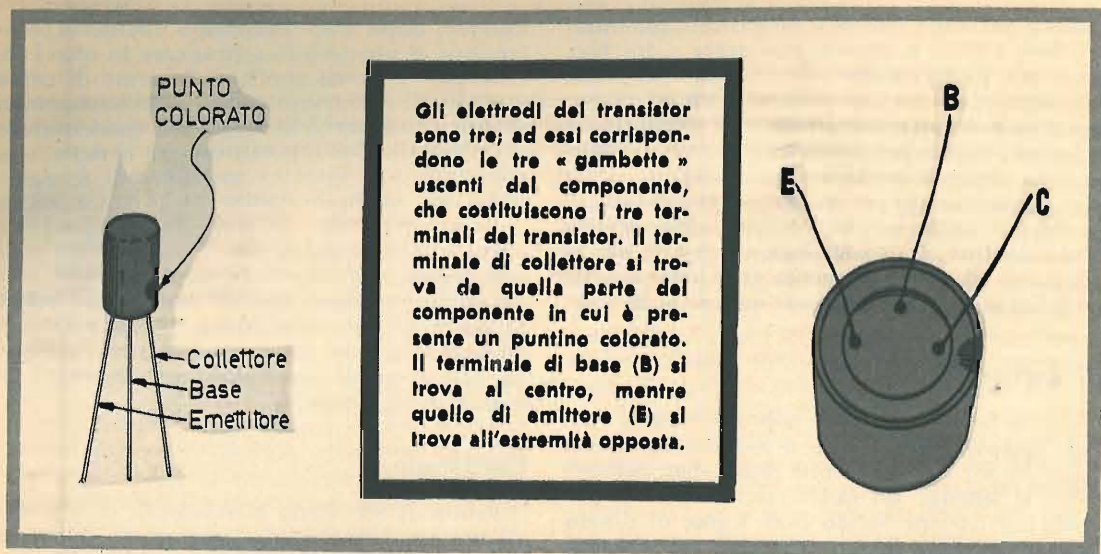 PUNTO
COLORATO
Collettore
Base
Emettitore
Gli elettrodi del transistor
sono tre; ad essi corrispon-
dono le tre « gambette »
uscenti dal componente,
che costituiscono i tre ter-
minali del transistor. Il ter-
minale di collettore si tro-
va da quella parte del
componente in cui è pre-
sente un puntino colorato.
Il terminale di base (B) si
trova al centro, mentre
quello di emittore (E) si
trova all'estremità opposta.
B
E
C